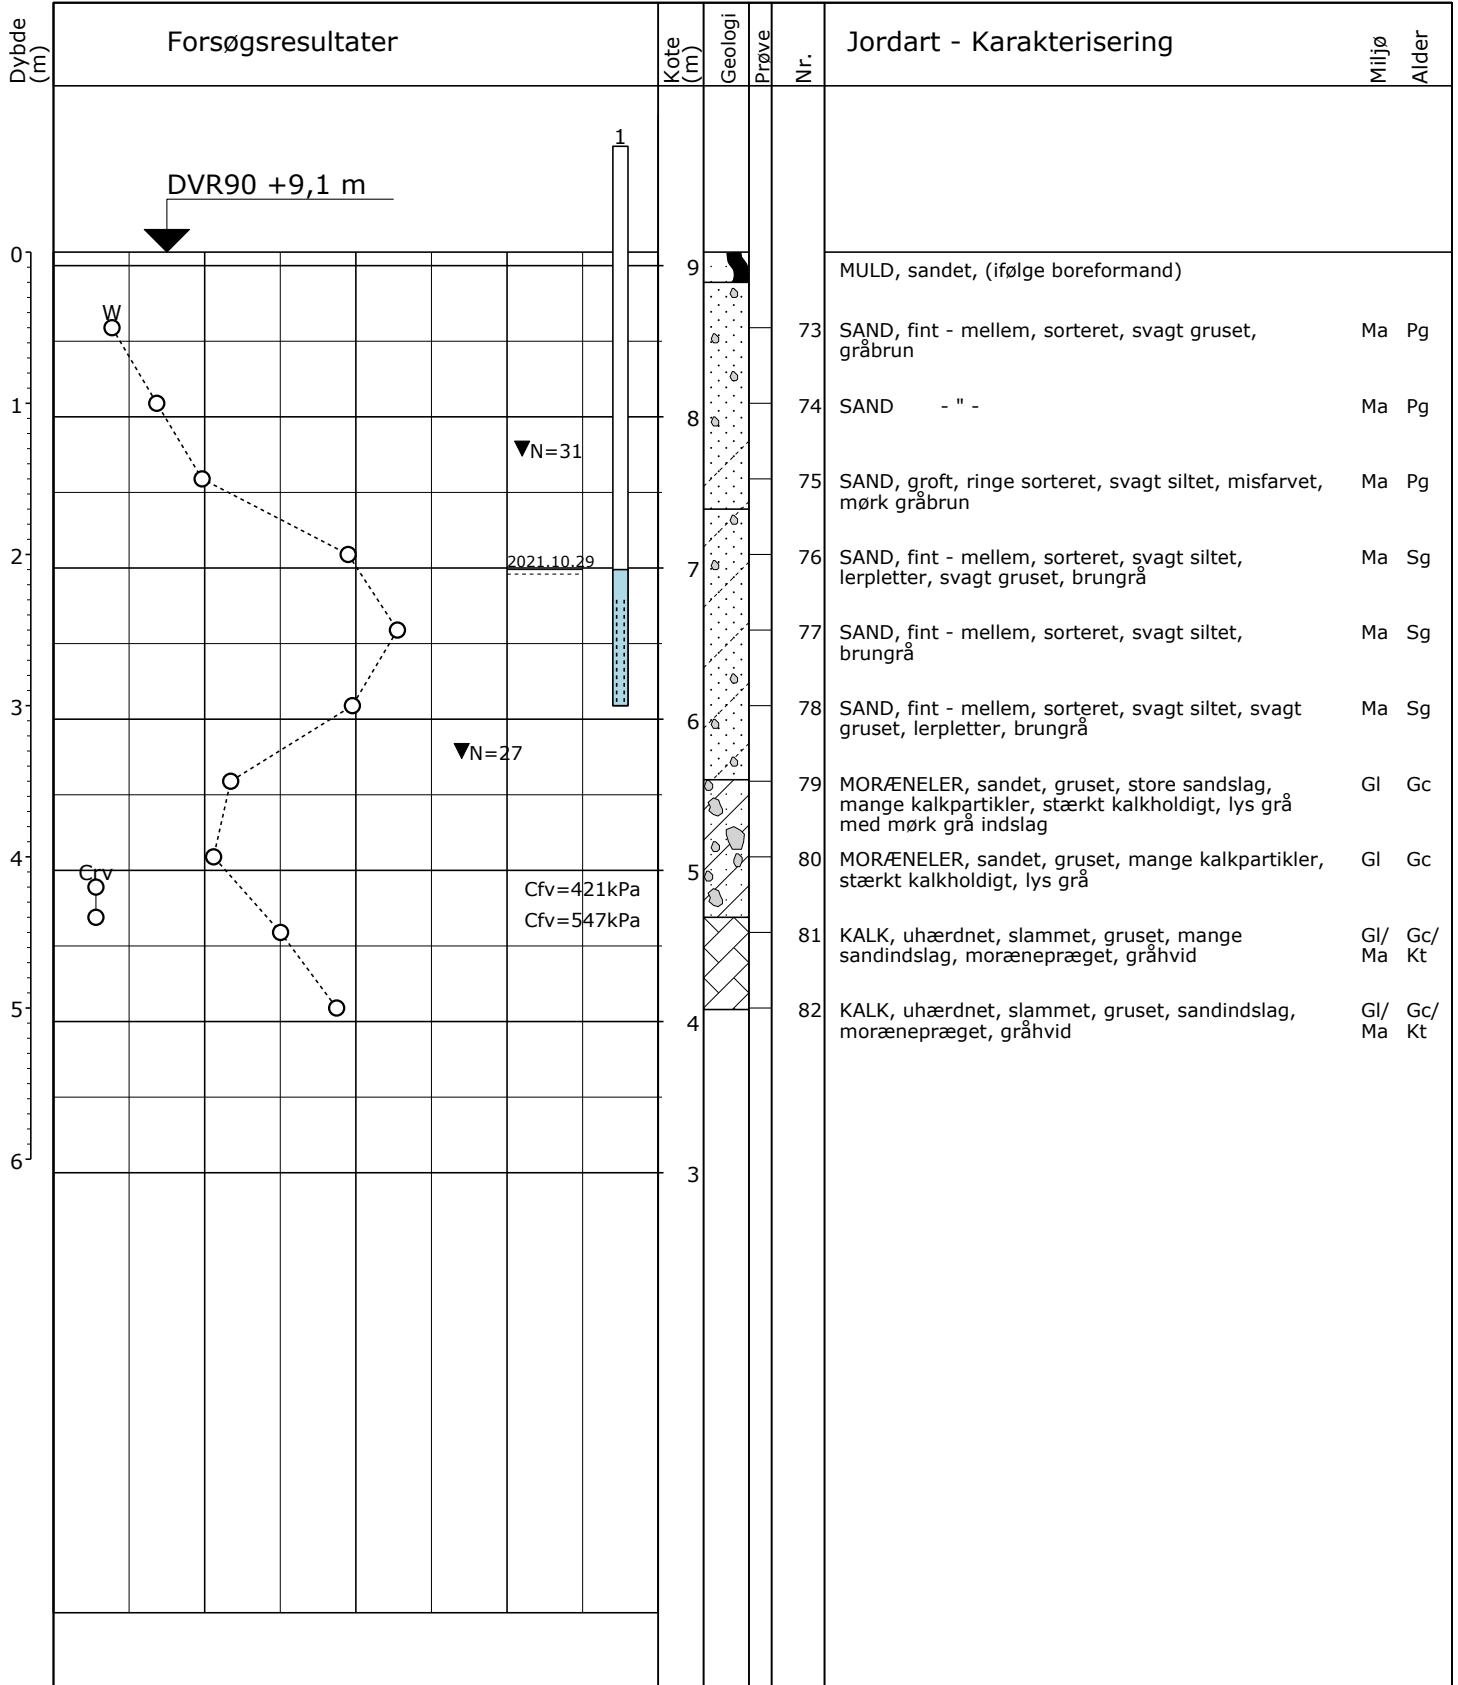 Dybde
(m)
Forsøgsresultater
Kote
(m)
Geologi
Prøve
Nr.
Jordart - Karakterisering
Miljø
Alder
1
DVR90 +9,1 m
0
9
MULD, sandet, (ifølge boreformand)
W
73 SAND, fint - mellem, sorteret, svagt gruset, Ma Pg
gråbrun
1
74 SAND - " - Ma Pg
8
N=31
75 SAND, groft, ringe sorteret, svagt siltet, misfarvet, Ma Pg
mørk gråbrun
2
2021.10.29
7
76 SAND, fint - mellem, sorteret, svagt siltet, Ma Sg
lerpletter, svagt gruset, brungrå
77 SAND, fint - mellem, sorteret, svagt siltet, Ma Sg
brungrå
3
6
78 SAND, fint - mellem, sorteret, svagt siltet, svagt Ma Sg
gruset, lerpletter, brungrå
N=27
79 MORÆNELER, sandet, gruset, store sandslag, Gl Gc
mange kalkpartikler, stærkt kalkholdigt, lys grå
med mørk grå indslag
4
80 MORÆNELER, sandet, gruset, mange kalkpartikler, Gl Gc
stærkt kalkholdigt, lys grå
Crv
5
Cfv=421kPa
Cfv=547kPa
81 KALK, uhærdnet, slammet, gruset, mange Gl/ Gc/
sandindslag, morænepræget, gråhvid Ma Kt
5
4
82 KALK, uhærdnet, slammet, gruset, sandindslag, Gl/ Gc/
morænepræget, gråhvid Ma Kt
6
3